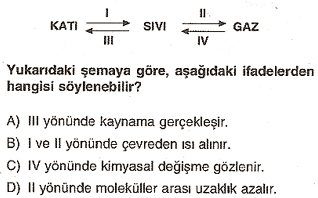 I II
KATI SIVI GAZ
III IV
Yukarıdaki şemaya göre, aşağıdaki ifadelerden
hangisi söylenebilir?
A) III yönünde kaynama gerçekleşir.
B) I ve II yönünde çevreden ısı alınır.
C) IV yönünde kimyasal değişme gözlenir.
D) II yönünde moleküller arası uzaklık azalır.